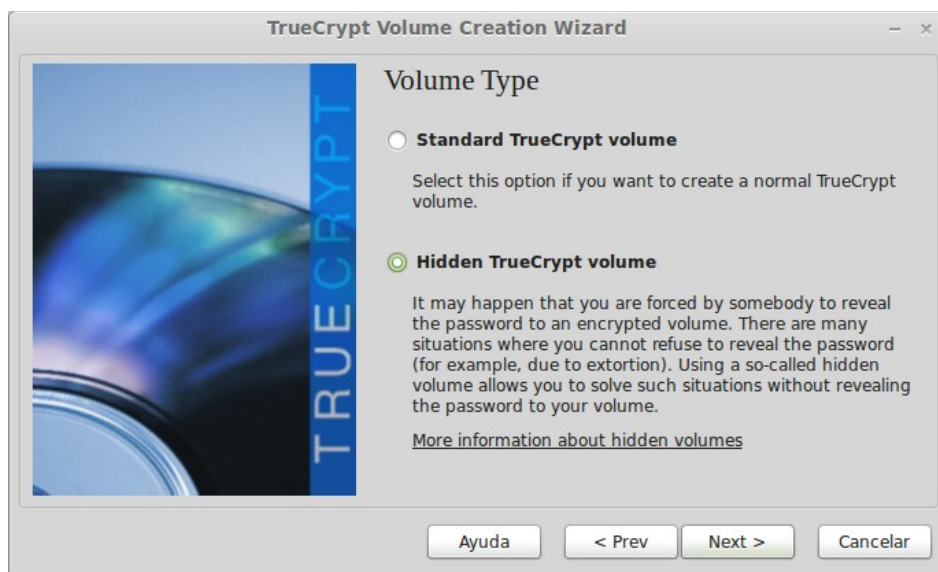 TrueCrypt Volume Creation Wizard
TRUECRYPT
Volume Type
Standard TrueCrypt volume
Select this option if you want to create a normal TrueCrypt
volume.
Hidden TrueCrypt volume
It may happen that you are forced by somebody to reveal
the password to an encrypted volume. There are many
situations where you cannot refuse to reveal the password
(for example, due to extortion). Using a so-called hidden
volume allows you to solve such situations without revealing
the password to your volume.
More information about hidden volumes
Ayuda < Prev Next > Cancelar